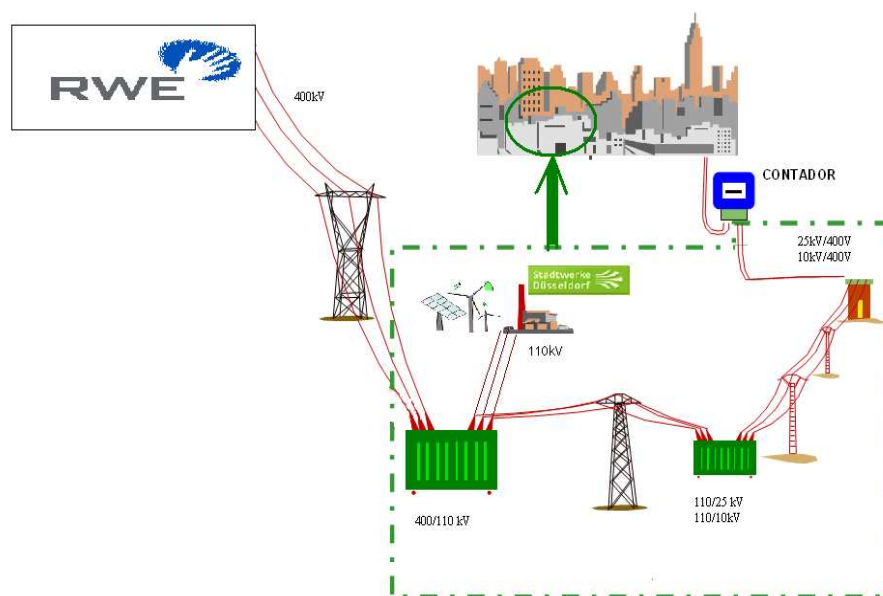 RWE
400kV
CONTADOR
25kV/400V
10kV/400V
Stadtwerke
Düsseldorf
110kV
400/110 kV
110/25 kV
110/10kV